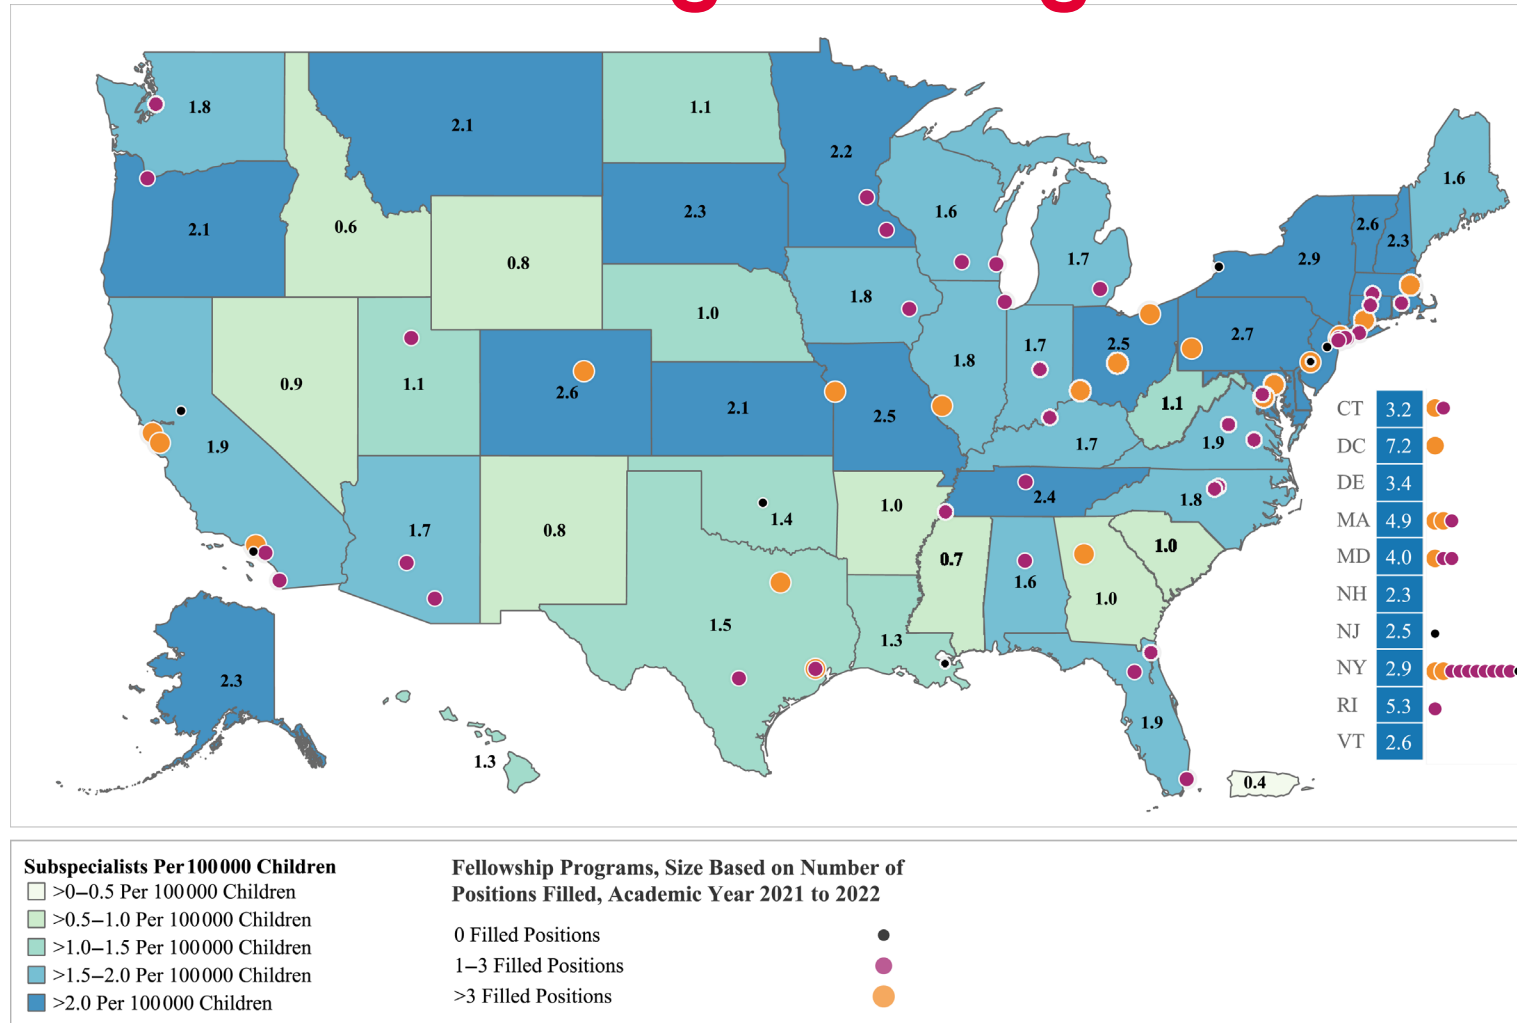 1.8
2.1
1.1
2.2
1.6
1.6
2.1
0.6
0.8
2.3
1.7
2.9
2.6
2.3
1.0
1.8
0.9
1.1
2.6
2.1
2.5
1.8
1.7
2.5
2.7
1.1
1.9
1.7
1.9
1.7
0.8
1.4
1.0
2.4
1.8
0.7
1.6
1.0
1.0
1.5
1.3
1.9
2.3
1.3
0.4
CT 3.2
DC 7.2
DE 3.4
MA 4.9
MD 4.0
NH 2.3
NJ 2.5
NY 2.9
RI 5.3
VT 2.6
Subspecialists Per 100 000 Children
>0–0.5 Per 100 000 Children
>0.5–1.0 Per 100 000 Children
>1.0–1.5 Per 100 000 Children
>1.5–2.0 Per 100 000 Children
>2.0 Per 100 000 Children
Fellowship Programs, Size Based on Number of
Positions Filled, Academic Year 2021 to 2022
0 Filled Positions
1–3 Filled Positions
>3 Filled Positions